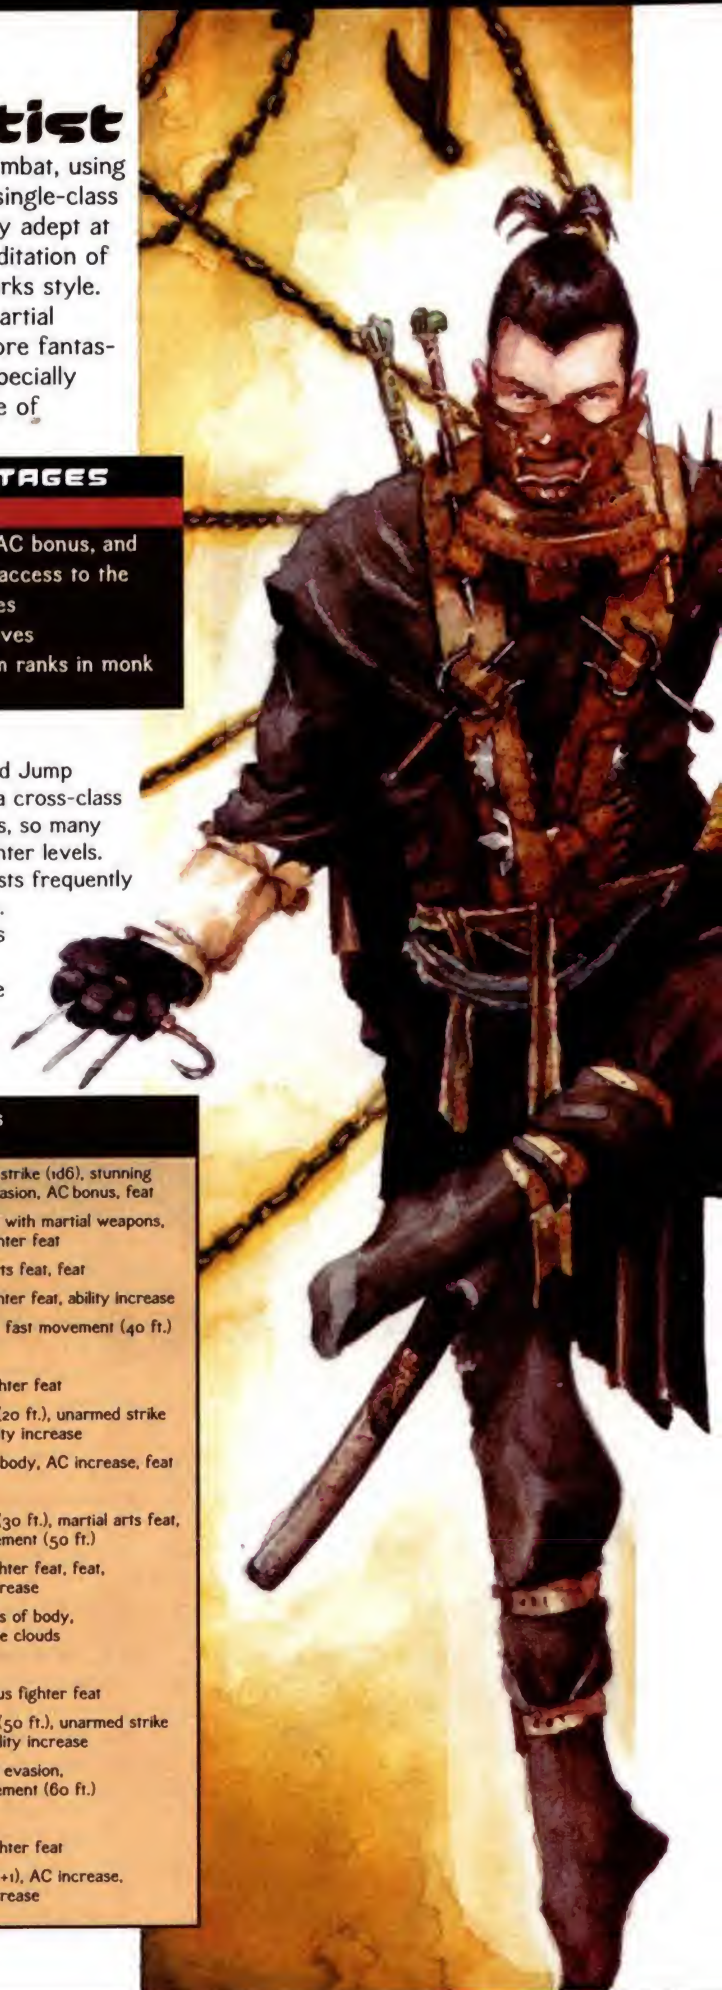 tist
mbat, using
single-class
y adept at
ditation of
rks style.
artial
ore fantas-
pecially
e of
TAGES
AC bonus, and
access to the
es
ves
n ranks in monk
d Jump
a cross-class
s, so many
hter levels.
sts frequently
.
s
e
s
strike (1d6), stunning
asion, AC bonus, feat
with martial weapons,
hter feat
ts feat, feat
hter feat, ability increase
fast movement (40 ft.)
hter feat
(20 ft.), unarmed strike
ity increase
body, AC increase, feat
(30 ft.), martial arts feat,
ement (50 ft.)
hter feat, feat,
rease
s of body,
e clouds
us fighter feat
(50 ft.), unarmed strike
lity increase
evasion,
ement (60 ft.)
hter feat
+1), AC increase,
rease